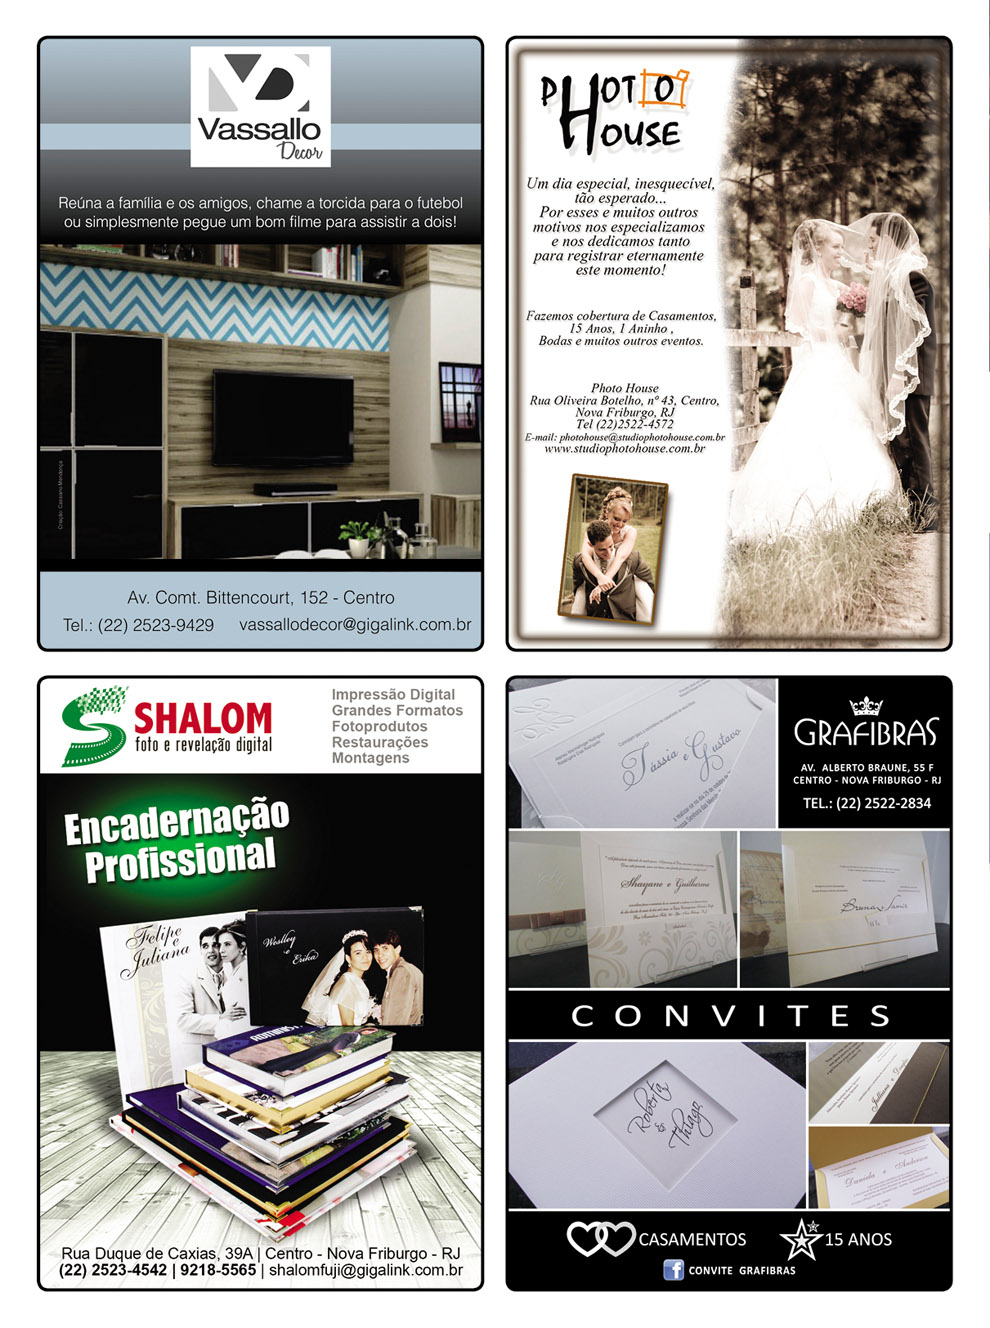 Vassallo
Decor
Reúna a família e os amigos, chame a torcida para o futebol
ou simplesmente pegue um bom filme para assistir a dois!
Criação: Cassiano Mendonça
Av. Comt. Bittencourt, 152 - Centro
Tel.: (22) 2523-9429 vassallodecor@gigalink.com.br
PHOTO
HOUSE
Um dia especial, inesquecível,
tão esperado...
Por esses e muitos outros
motivos nos especializamos
e nos dedicamos tanto
para registrar eternamente
este momento!
Fazemos cobertura de Casamentos,
15 Anos, 1 Aninho ,
Bodas e muitos outros eventos.
Photo House
Rua Oliveira Botelho, nº 43, Centro,
Nova Friburgo, RJ
Tel (22)2522-4572
E-mail: photohouse@studiophotohouse.com.br
www.studiophotohouse.com.br
SHALOM
foto e revelação digital
Impressão Digital
Grandes Formatos
Fotoprodutos
Restaurações
Montagens
Encadernação
Profissional
Felipe
e
Juliana
Weslley
e
Erika
Rua Duque de Caxias, 39A | Centro - Nova Friburgo - RJ
(22) 2523-4542 | 9218-5565 | shalomfuji@gigalink.com.br
Tássia e Gustavo
GRAFIBRAS
AV. ALBERTO BRAUNE, 55 F
CENTRO - NOVA FRIBURGO - RJ
TEL.: (22) 2522-2834
Shayane e Guilherme
Bruna e Junir
CONVITES
Roberta
&
Thiago
Daniela e Anderson
CASAMENTOS
15 ANOS
CONVITE GRAFIBRAS